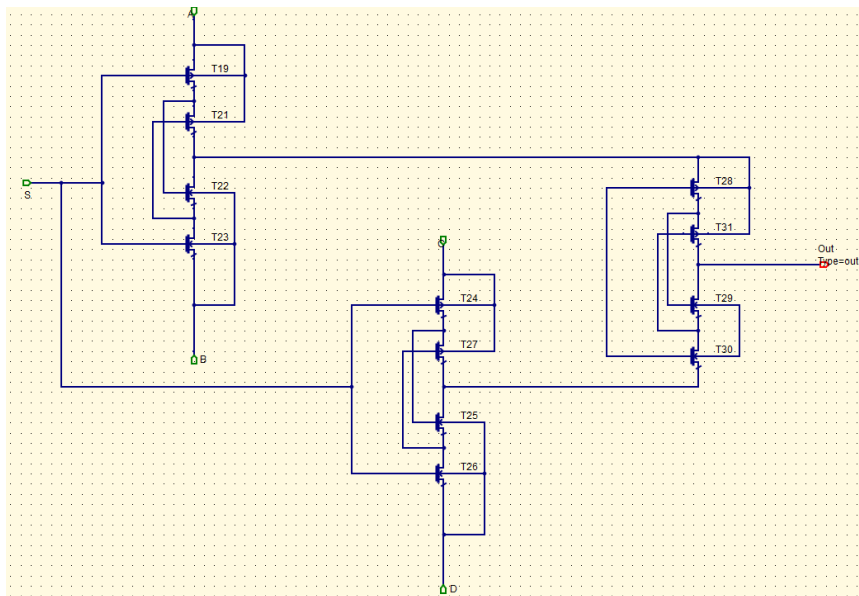 A
T19
T21
T22
T23
S
B
C
T24
T27
T25
T26
D
T28
T31
T29
T30
Out
Type=out